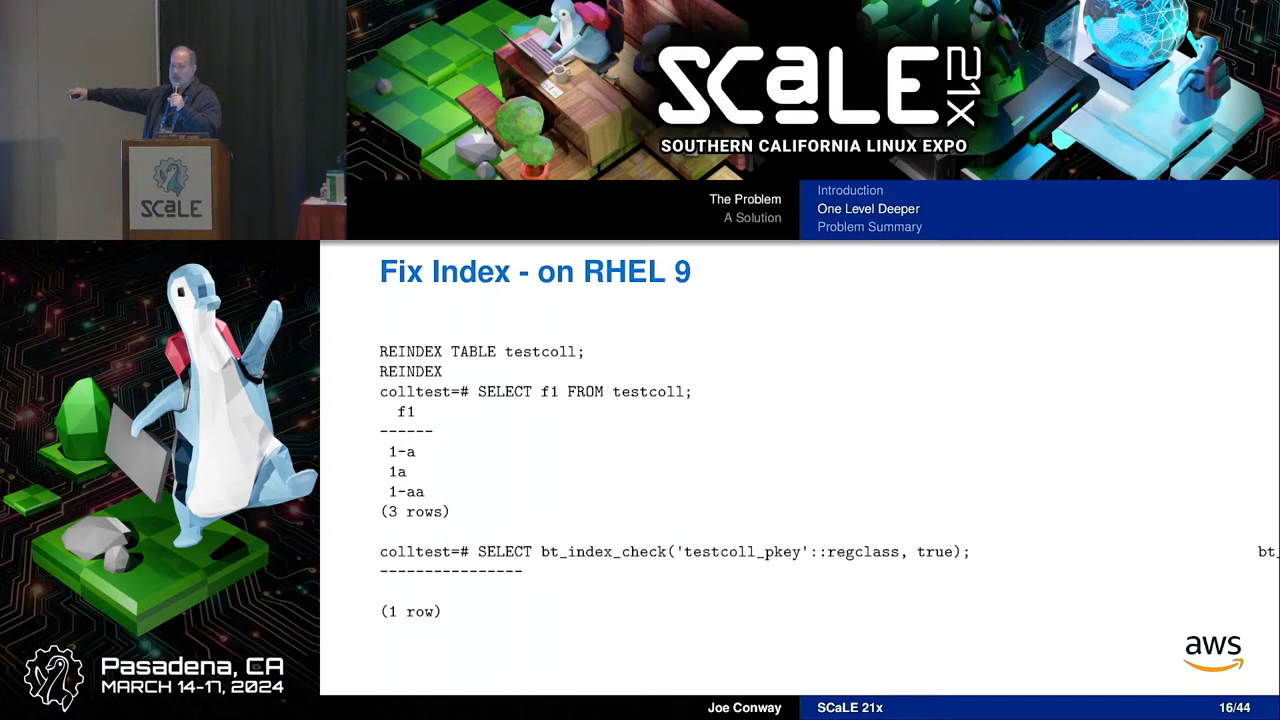 SCaLE 21x
SOUTHERN CALIFORNIA LINUX EXPO
SCaLE
The Problem
A Solution
Introduction
One Level Deeper
Problem Summary
Fix Index - on RHEL 9
REINDEX TABLE testcoll;
REINDEX
colltest=# SELECT f1 FROM testcoll;
f1
------
1-a
1a
1-aa
(3 rows)
colltest=# SELECT bt_index_check('testcoll_pkey'::regclass, true); bt_
----------------
(1 row)
aws
Pasadena, CA
MARCH 14-17, 2024
Joe Conway
SCaLE 21x
16/44